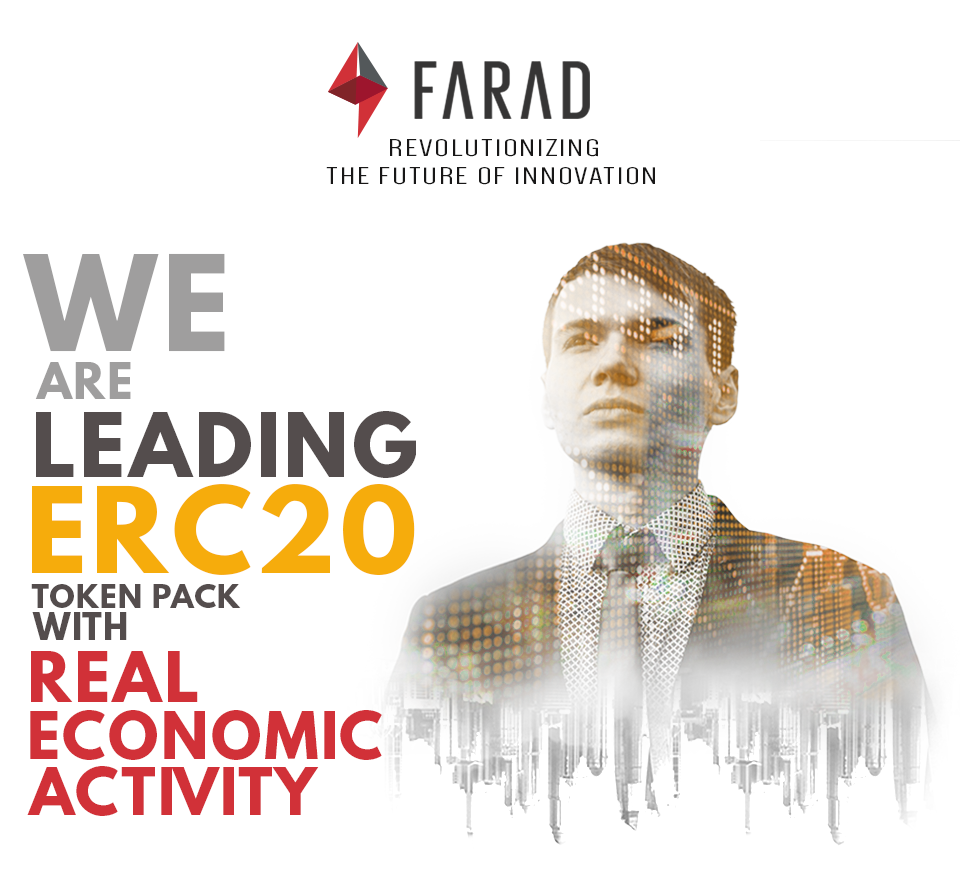 FARAD
REVOLUTIONIZING
THE FUTURE OF INNOVATION
WE
ARE
LEADING
ERC20
TOKEN PACK
WITH
REAL
ECONOMIC
ACTIVITY